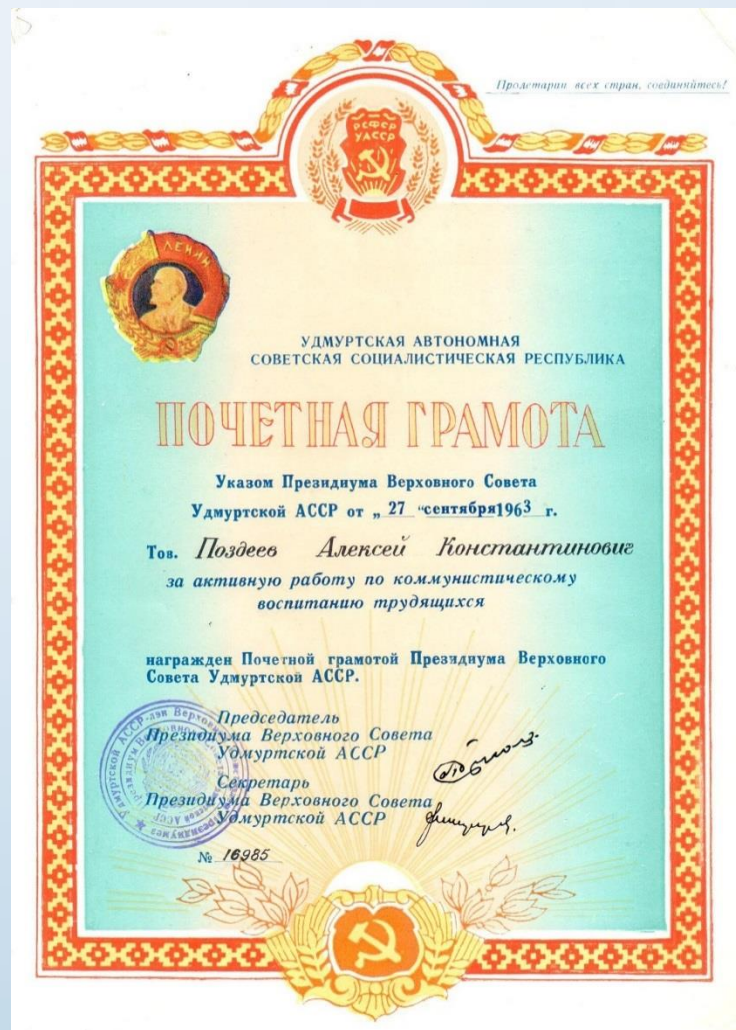 Пролетарии всех стран, соединяйтесь!
РСФСР
УАССР
ЛЕНИН
УДМУРТСКАЯ АВТОНОМНАЯ
СОВЕТСКАЯ СОЦИАЛИСТИЧЕСКАЯ РЕСПУБЛИКА
ПОЧЕТНАЯ ГРАМОТА
Указом Президиума Верховного Совета
Удмуртской АССР от „ 27 “ сентября 1963 г.
Тов. Поздеев Алексей Константинович
за активную работу по коммунистическому
воспитанию трудящихся
награжден Почетной грамотой Президиума Верховного
Совета Удмуртской АССР.
Председатель
Президиума Верховного Совета
Удмуртской АССР
Секретарь
Президиума Верховного Совета
Удмуртской АССР
№ 16985